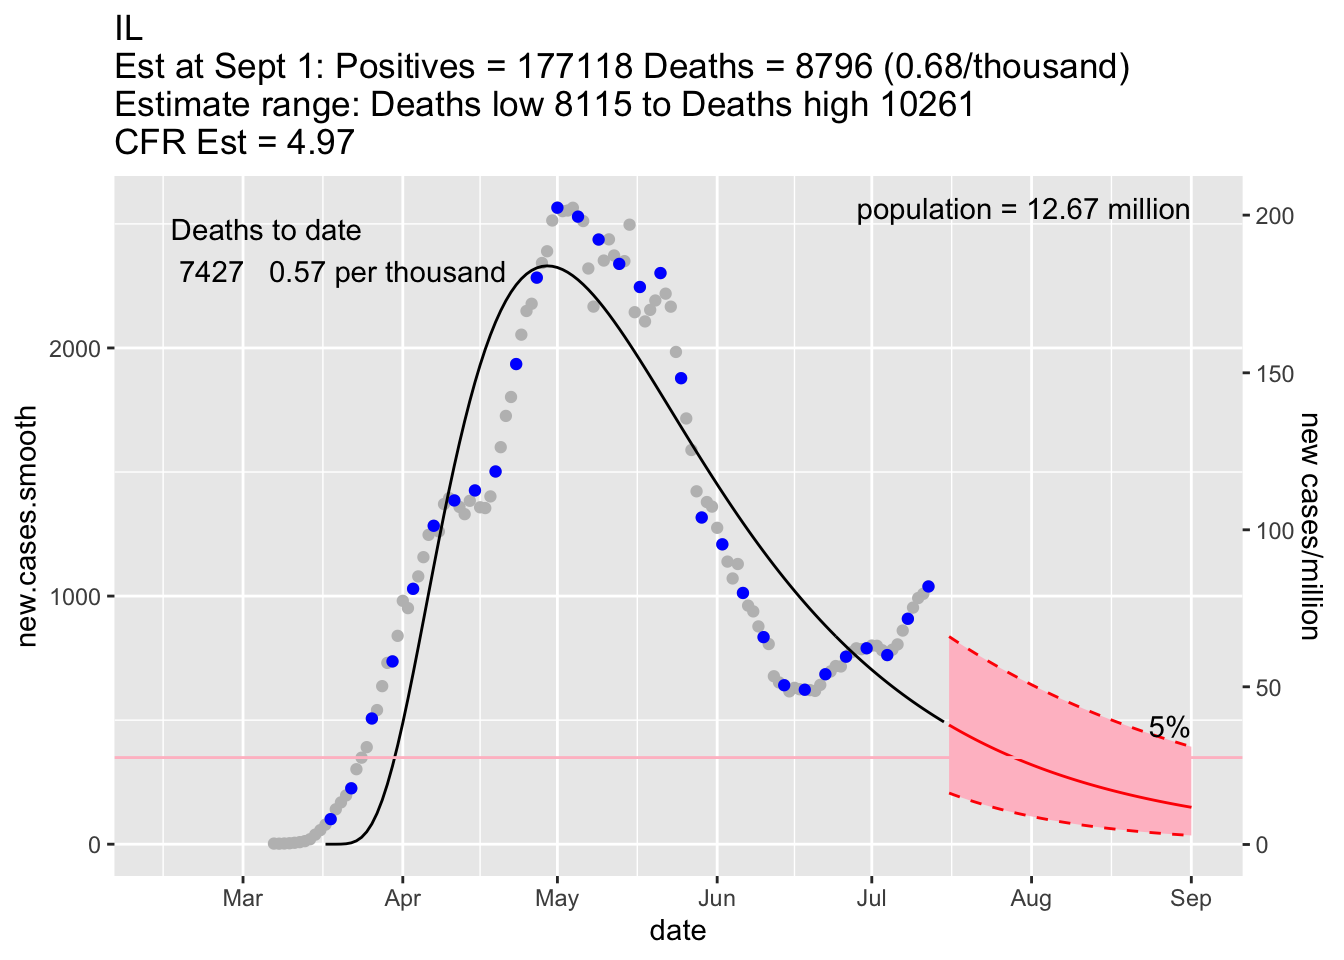 IL
Est at Sept 1: Positives = 177118 Deaths = 8796 (0.68/thousand)
Estimate range: Deaths low 8115 to Deaths high 10261
CFR Est = 4.97
population = 12.67 million
Deaths to date
7427 0.57 per thousand
5%
new.cases.smooth
2000
1000
0
new cases/million
200
150
100
50
0
Mar Apr May Jun Jul Aug Sep
date